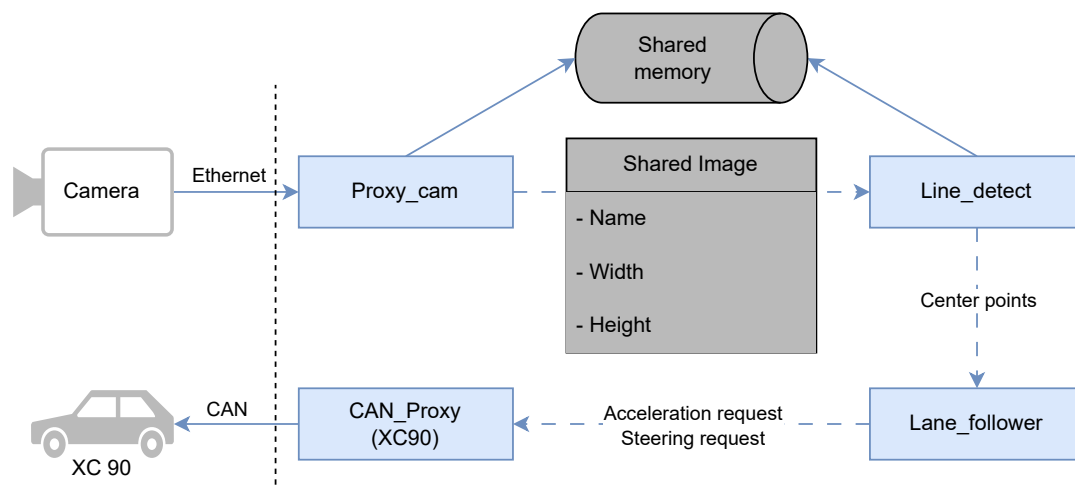 Shared
memory
Camera
Ethernet
Proxy_cam
Shared Image
- Name
- Width
- Height
Line_detect
Center points
XC 90
CAN
CAN_Proxy
(XC90)
Acceleration request
Steering request
Lane_follower